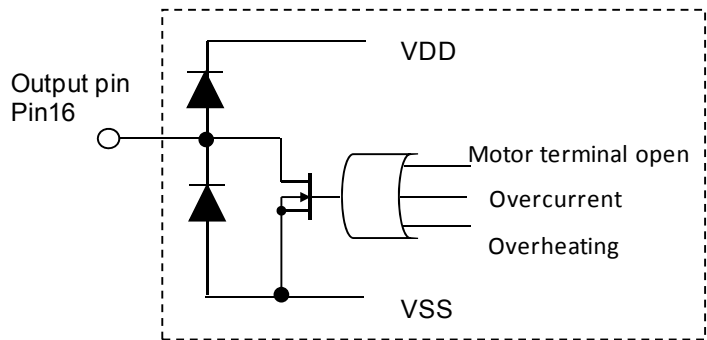 VDD
Output pin
Pin16
Motor terminal open
Overcurrent
Overheating
VSS